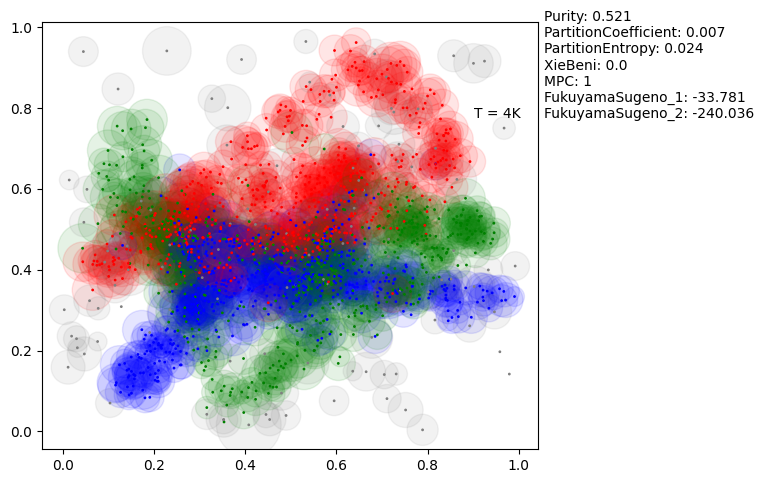 Purity: 0.521
PartitionCoefficient: 0.007
PartitionEntropy: 0.024
XieBeni: 0.0
MPC: 1
FukuyamaSugeno_1: -33.781
FukuyamaSugeno_2: -240.036
T = 4K
1.0
0.8
0.6
0.4
0.2
0.0
0.0 0.2 0.4 0.6 0.8 1.0